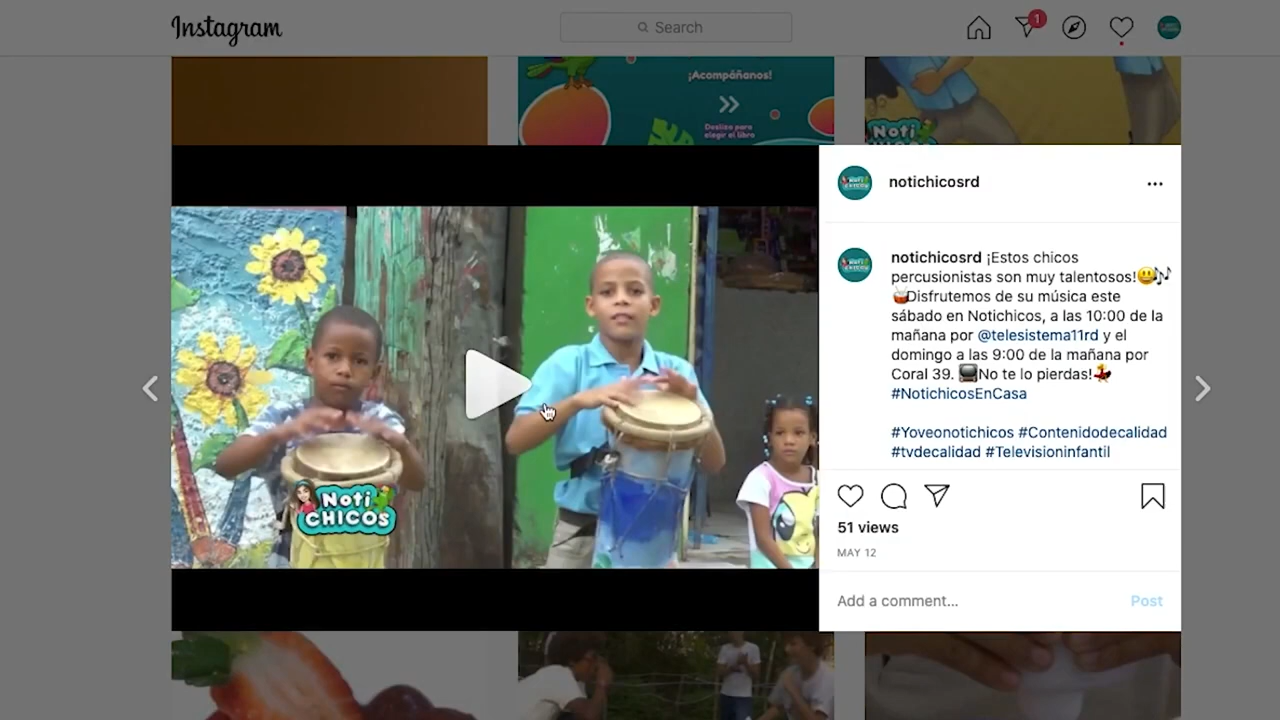 Instagram
Search
1
¡Acompáñanos!
Desliza para
elegir el libro
Noti
CHICOS
notichicosrd
notichicosrd ¡Estos chicos
percusionistas son muy talentosos!😃🎶
🥁Disfrutemos de su música este
sábado en Notichicos, a las 10:00 de la
mañana por @telesistema11rd y el
domingo a las 9:00 de la mañana por
Coral 39. 📺No te lo pierdas!💃
#NotichicosEnCasa
#Yoveonotichicos #Contenidodecalidad
#tvdecalidad #Televisioninfantil
Noti
CHICOS
51 views
MAY 12
Add a comment...
Post